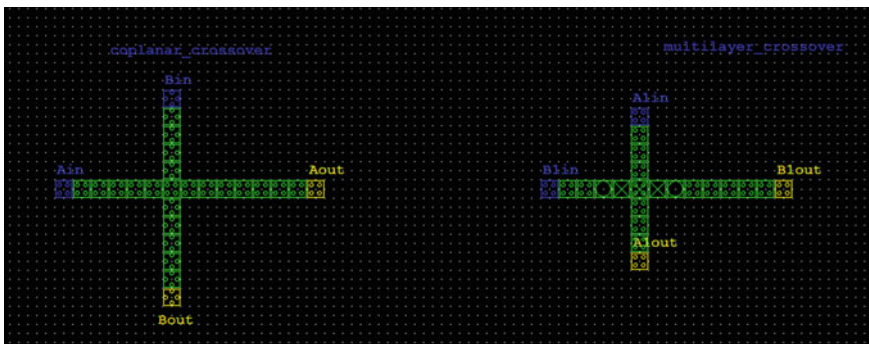 coplanar_crossover
multilayer_crossover
Bin
A1in
Ain
Aout
B1in
B1out
A1out
Bout